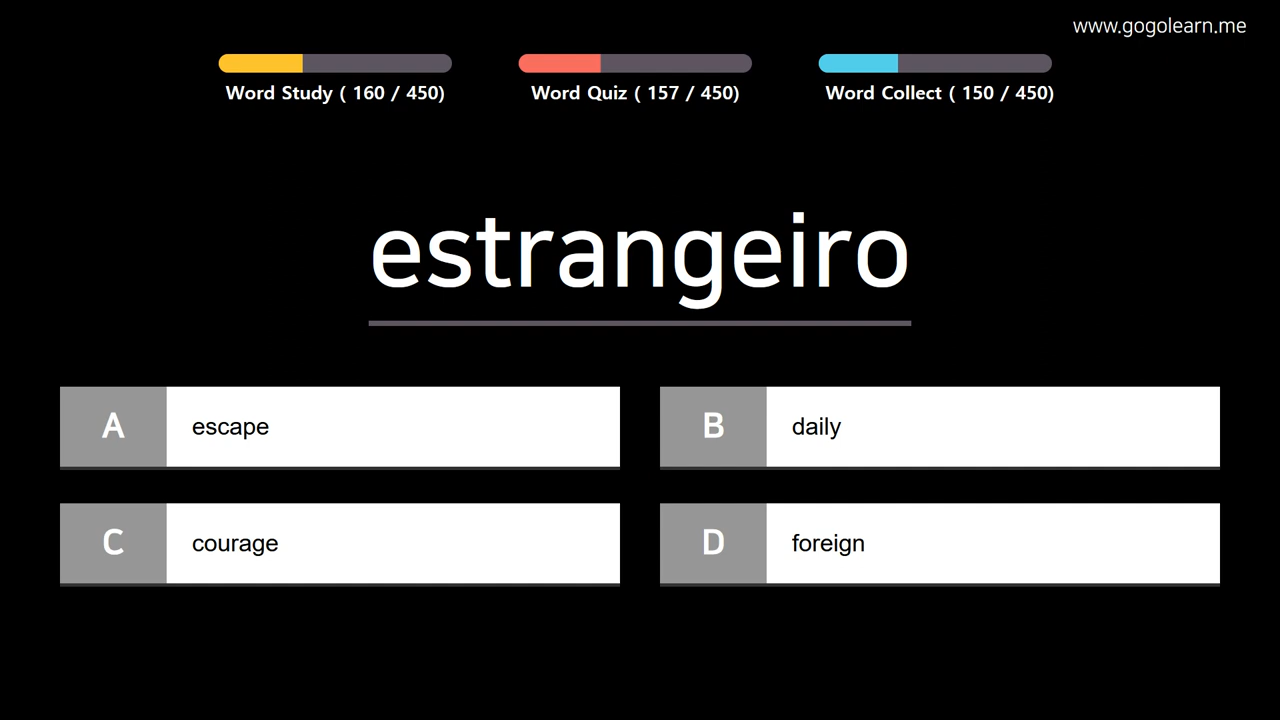 www.gogolearn.me
Word Study ( 160 / 450)
Word Quiz ( 157 / 450)
Word Collect ( 150 / 450)
estrangeiro
A escape
B daily
C courage
D foreign